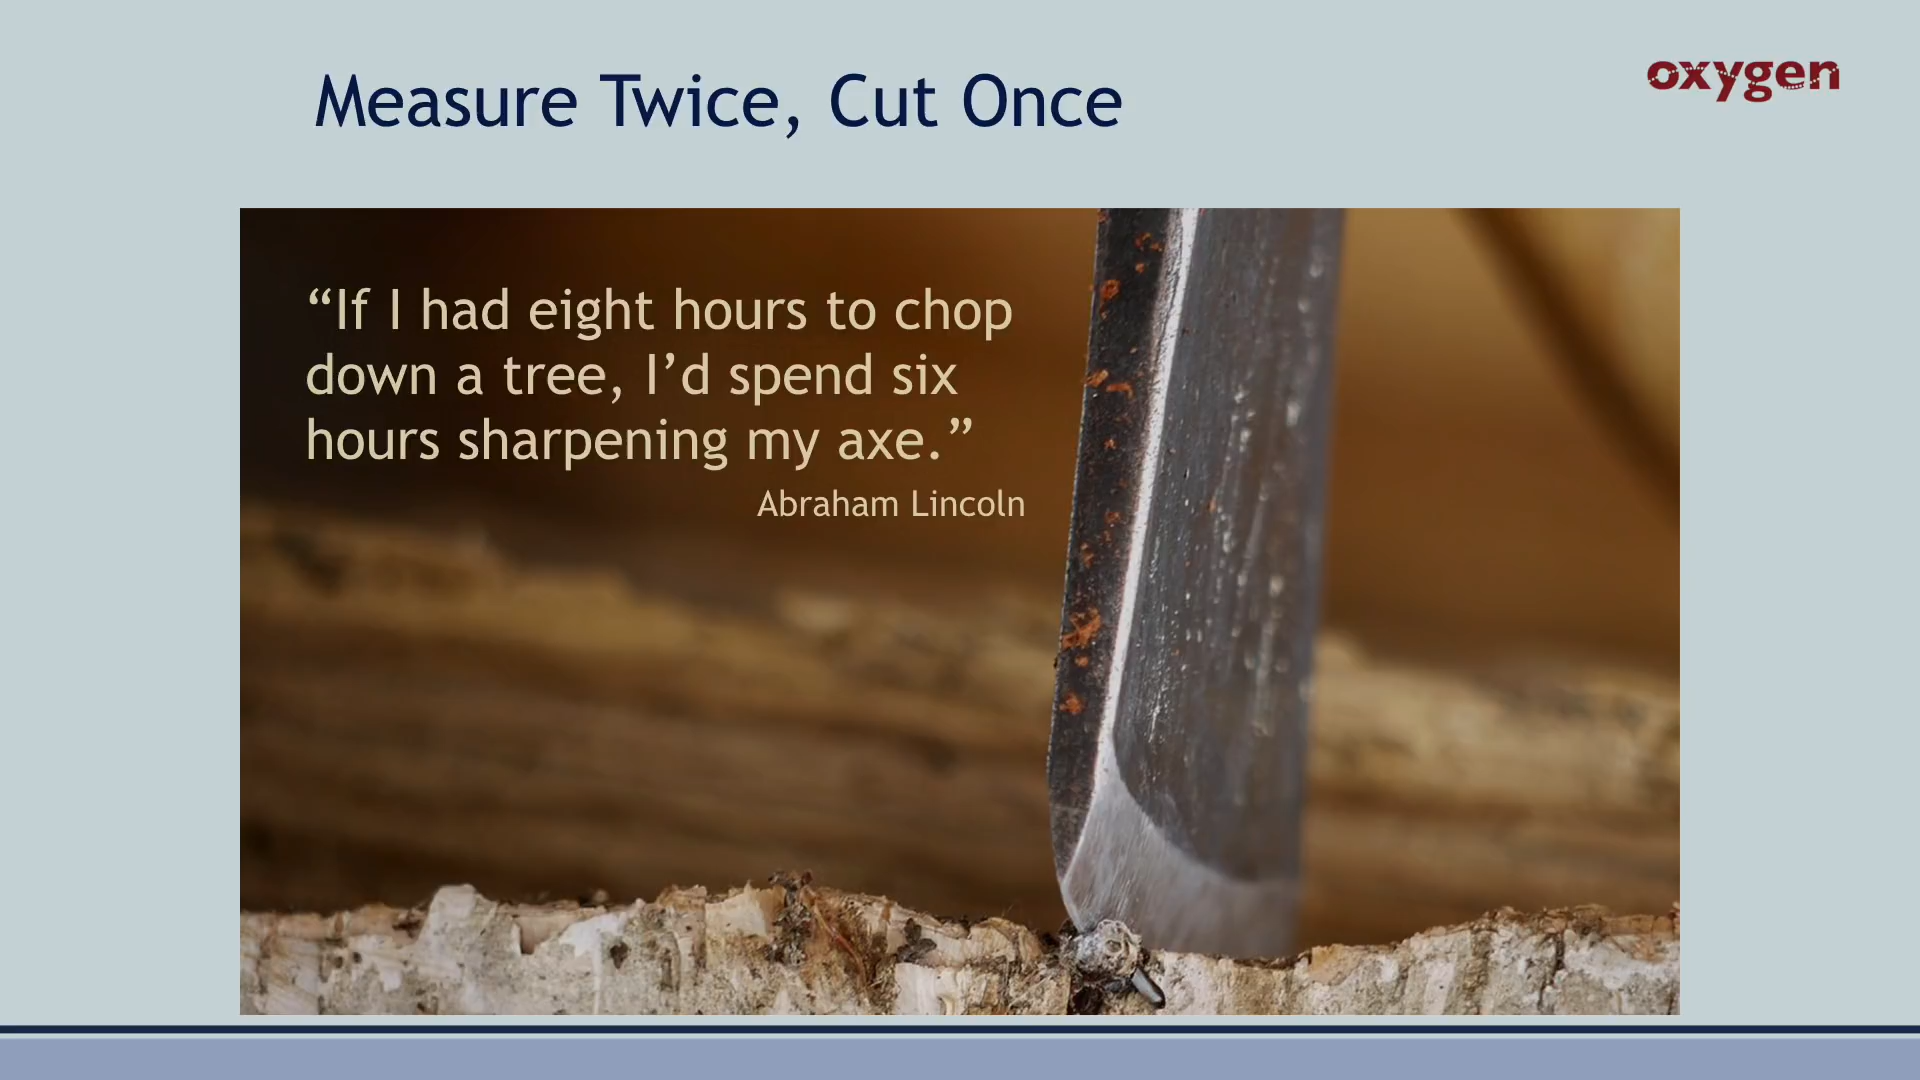 Measure Twice, Cut Once
oxygen
“If I had eight hours to chop
down a tree, I’d spend six
hours sharpening my axe.”
Abraham Lincoln